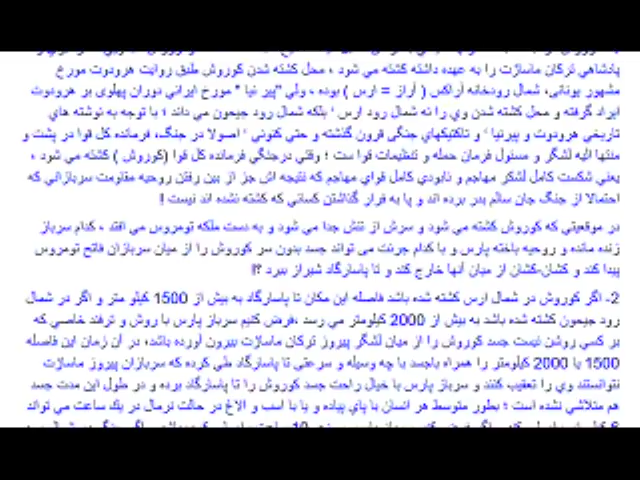 پادشاهي تركان ماساژت را به عهده داشته كشته مي شود ، محل كشته شدن كوروش طبق روايت هرودوت مورخ
مشهور يوناني، شمال رودخانه آراكس ( آراز = ارس ) بوده ، ولي "پير نيا " مورخ ايراني دوران پهلوى بر هرودوت
ايراد گرفته و محل كشته شدن وي را نه شمال رود ارس ' بلكه شمال رود جيحون مي داند ؛ با توجه به نوشته هاي
تاريخي هرودوت و پيرنيا ' و تاكتيكهاي جنگي قرون گذشته و حتي كنوني ' اصولا در جنگ، فرمانده كل قوا در پشت و
منتها اليه لشگر و مسئول فرمان حمله و تنظيمات قوا ست ؛ وقتي درجنگي فرمانده كل قوا (كوروش ) كشته مي شود ،
يعني شكست كامل لشكر مهاجم و نابودي كامل قواي مهاجم كه نتيجه اش جز از بين رفتن روحيه مقاومت سربازاني كه
احتمالا از جنگ جان سالم بدر برده اند و پا به فرار گذاشتن كساني كه كشته نشده اند نيست !
در موقعيتي كه كوروش كشته مي شود و سرش از تنش جدا مي شود و به دست ملكه تومروس مي افتد ، كدام سرباز
زنده مانده و روحيه باخته پارس و با كدام جرئت مي تواند جسد بدون سر كوروش را از ميان سربازان فاتح تومروس
پيدا كند و كشان-كشان از ميان آنها خارج كند و تا پاسارگاد شيراز ببرد ؟!
2- اگر كوروش در شمال ارس كشته شده باشد فاصله اين مكان تا پاسارگاد به بيش از 1500 كيلو متر و اگر در شمال
رود جيحون كشته شده باشد به بيش از 2000 كيلومتر مي رسد ،فرض كنيم سرباز پارس با روش و ترفند خاصي كه
بر كسي روشن نيست جسد كوروش را از ميان لشگر پيروز تركان ماساژت بيرون آورده باشد، در آن زمان اين فاصله
1500 يا 2000 كيلومتر را همراه باجسد با چه وسيله و سرعتي تا پاسارگاد طي كرده كه سربازان پيروز ماساژت
نتوانستند وي را تعقيب كنند و سرباز پارس با خيال راحت جسد كوروش را تا پاسارگاد برده و در طول اين مدت جسد
هم متلاشي نشده است ؛ بطور متوسط هر انسان با پاي پياده و يا با اسب و الاغ در حالت نرمال در يك ساعت مي تواند